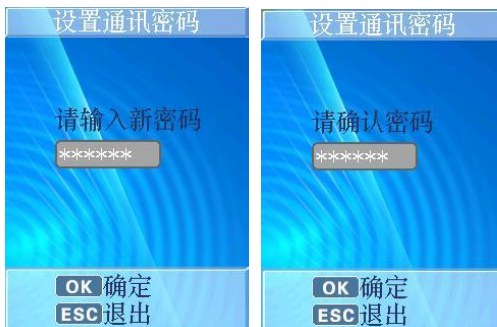 设置通讯密码
请输入新密码
******
OK 确定
ESC 退出
设置通讯密码
请确认密码
******
OK 确定
ESC 退出